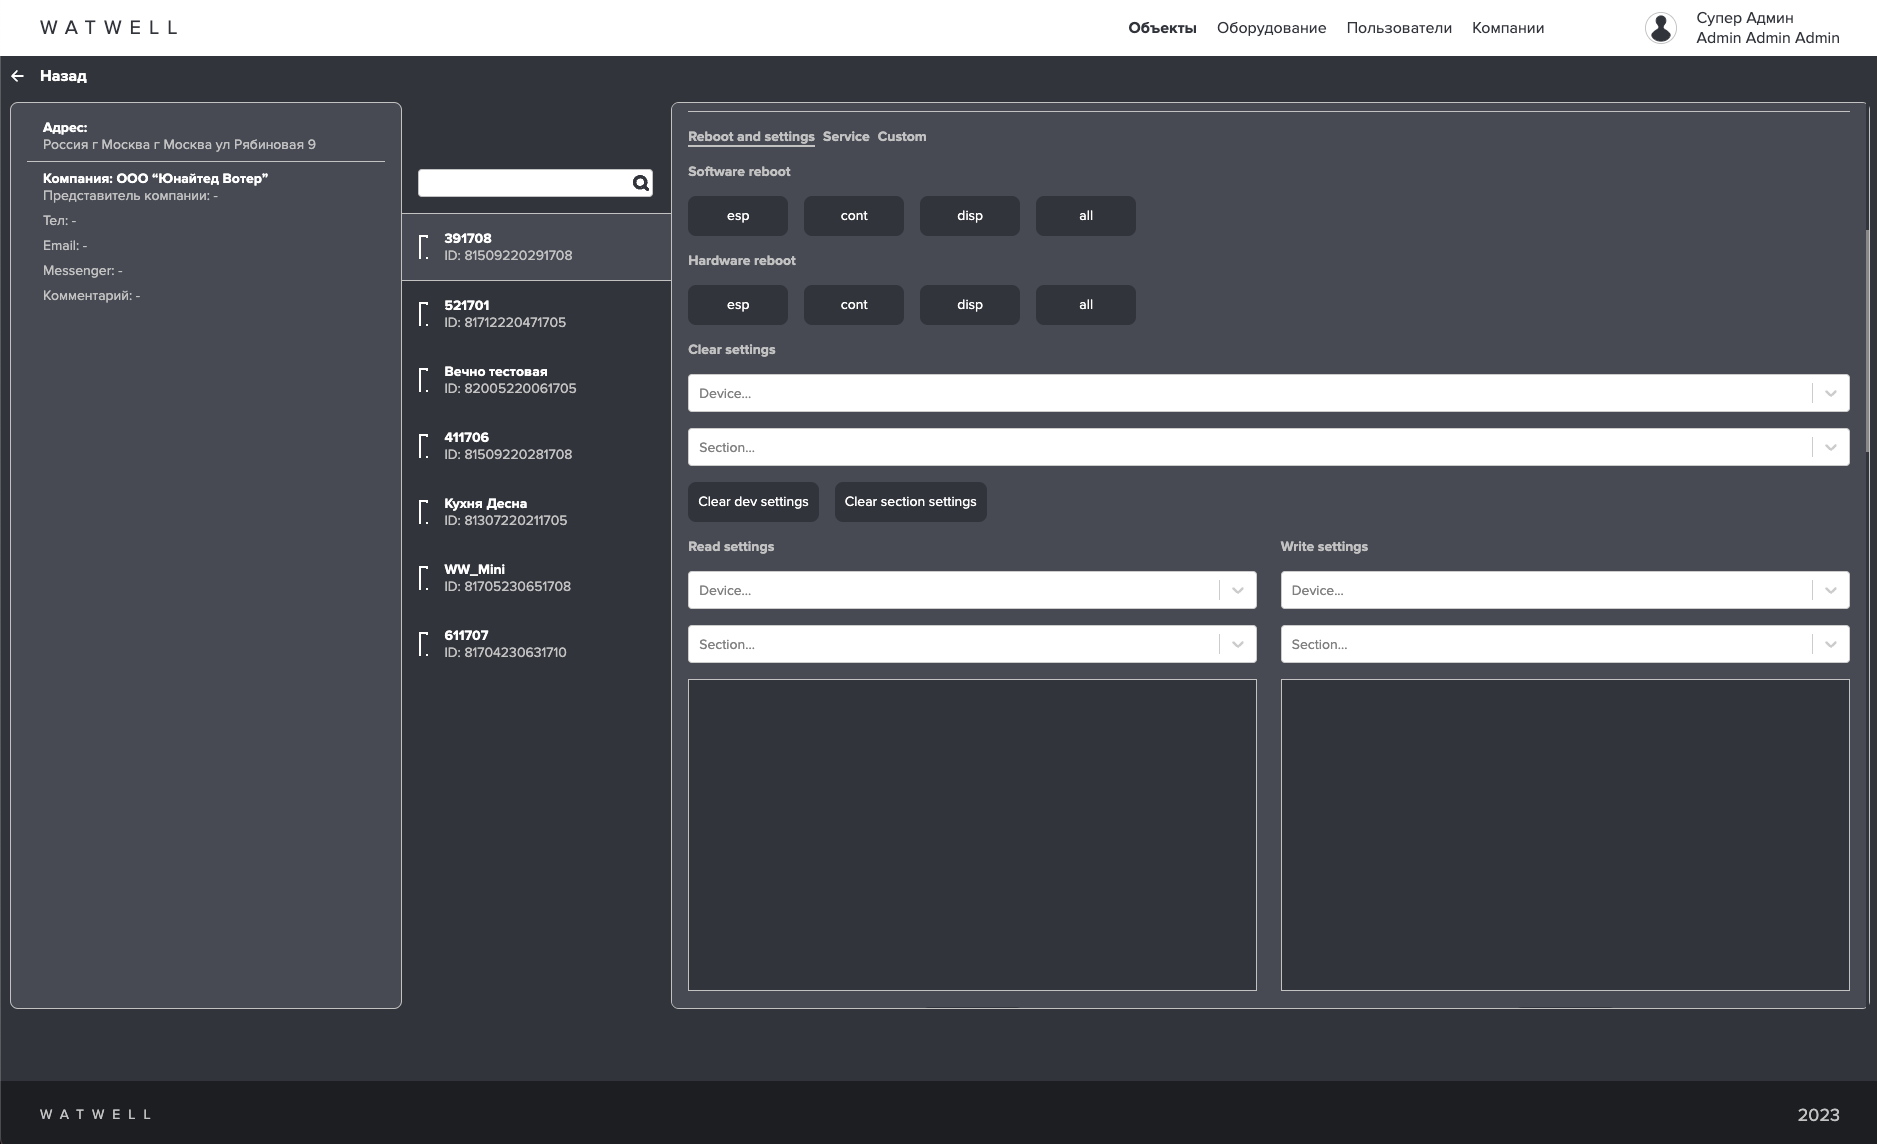 WATWELL
Объекты Оборудование Пользователи Компании
Супер Админ
Admin Admin Admin
Назад
Адрес:
Россия г Москва г Москва ул Рябиновая 9
Компания: ООО “Юнайтед Вотер”
Представитель компании: -
Тел: -
Email: -
Messenger: -
Комментарий: -
391708
ID: 81509220291708
521701
ID: 81712220471705
Вечно тестовая
ID: 82005220061705
411706
ID: 81509220281708
Кухня Десна
ID: 81307220211705
WW_Mini
ID: 81705230651708
611707
ID: 81704230631710
Reboot and settings Service Custom
Software reboot
esp cont disp all
Hardware reboot
esp cont disp all
Clear settings
Device...
Section...
Clear dev settings Clear section settings
Read settings Write settings
Device... Device...
Section... Section...
WATWELL
2023